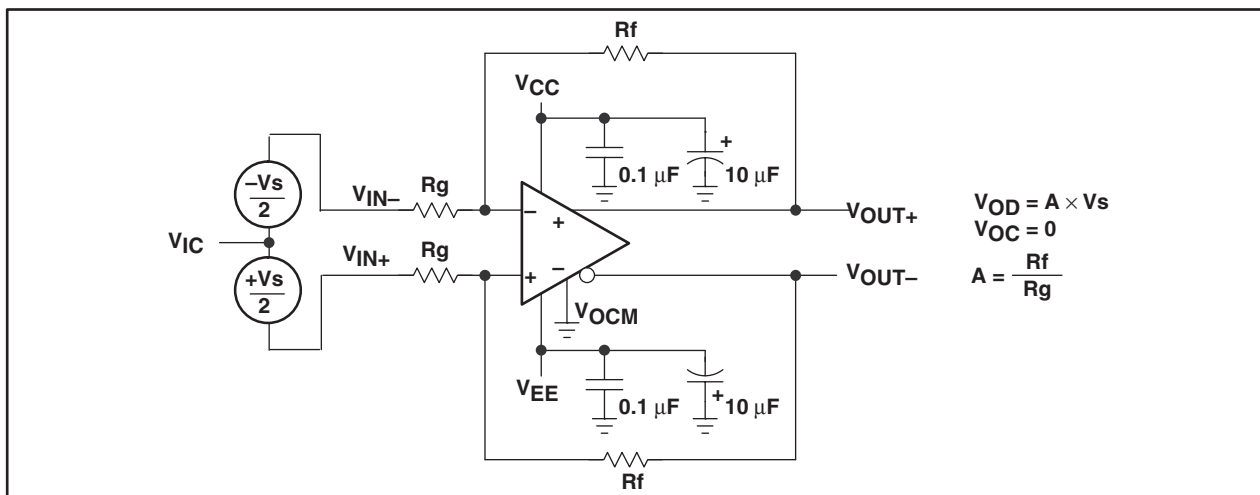 Rf
VCC
+
0.1 μF
10 μF
−Vs
2
VIN−
Rg
−
+
VOUT+
VOD = A × Vs
VOC = 0
VIC
+Vs
2
VIN+
Rg
+
−
VOUT−
A = Rf
Rg
VOCM
VEE
0.1 μF
+
10 μF
Rf